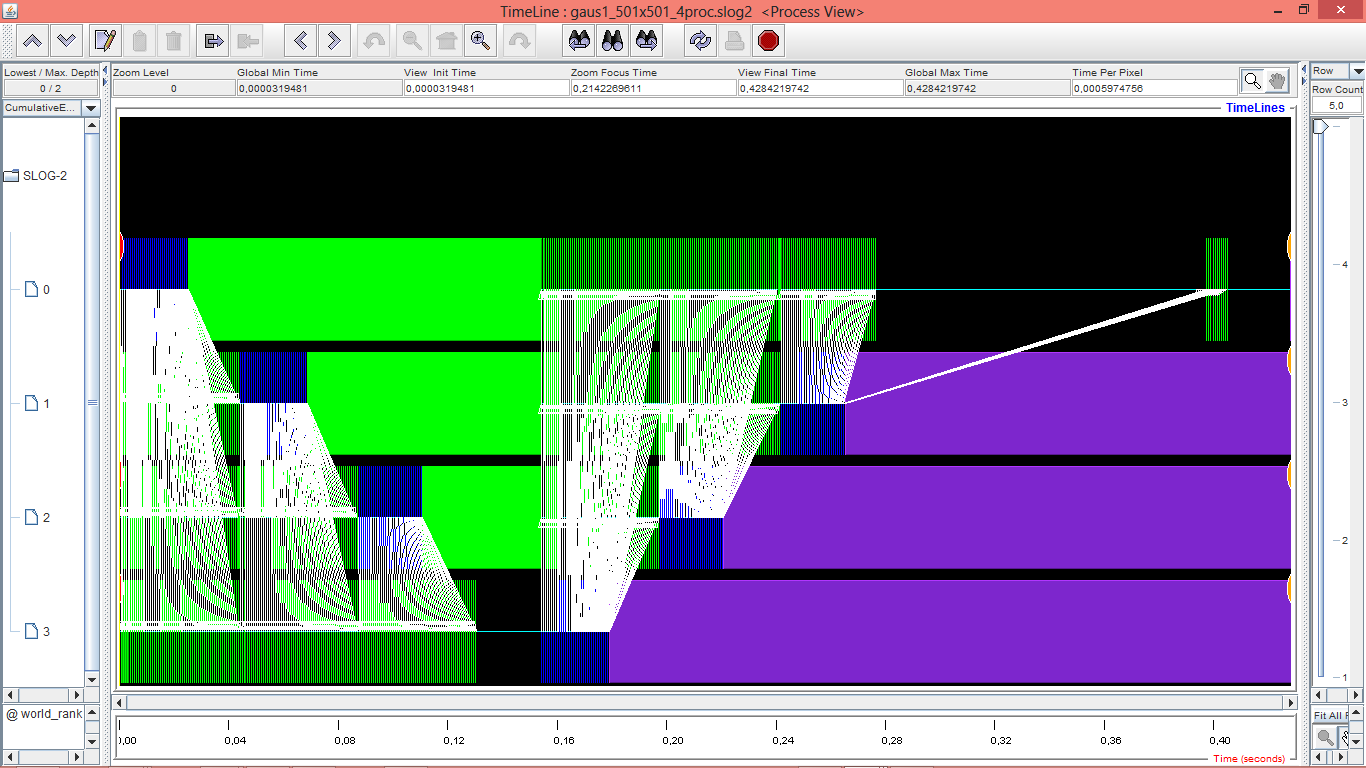 TimeLine : gaus1_501x501_4proc.slog2 <Process View>
Lowest / Max. Depth
0 / 2
Zoom Level
0
Global Min Time
0,0000319481
View Init Time
0,0000319481
Zoom Focus Time
0,2142269611
View Final Time
0,4284219742
Global Max Time
0,4284219742
Time Per Pixel
0,0005974756
Row
Row Count
5,0
CumulativeE...
TimeLines
SLOG-2
0
1
2
3
4
3
2
1
@ world_rank
Fit All
0,00 0,04 0,08 0,12 0,16 0,20 0,24 0,28 0,32 0,36 0,40
Time (seconds)